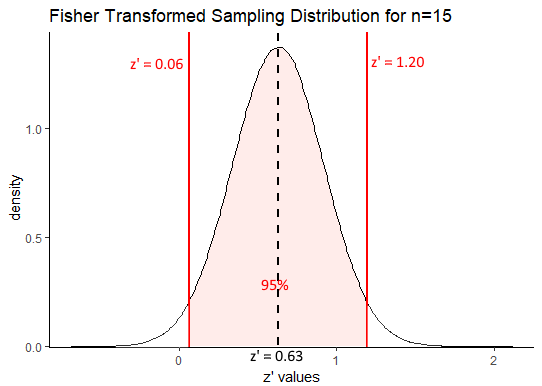 Fisher Transformed Sampling Distribution for n=15
z' = 0.06
z' = 1.20
1.0
density
0.5
95%
0.0
z' = 0.63
0
1
2
z' values